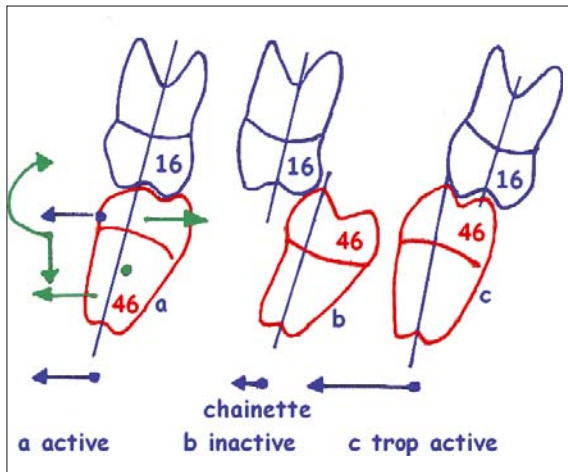 16
16
16
46
46
46
a
b
c
chainette
a active
b inactive
c trop active